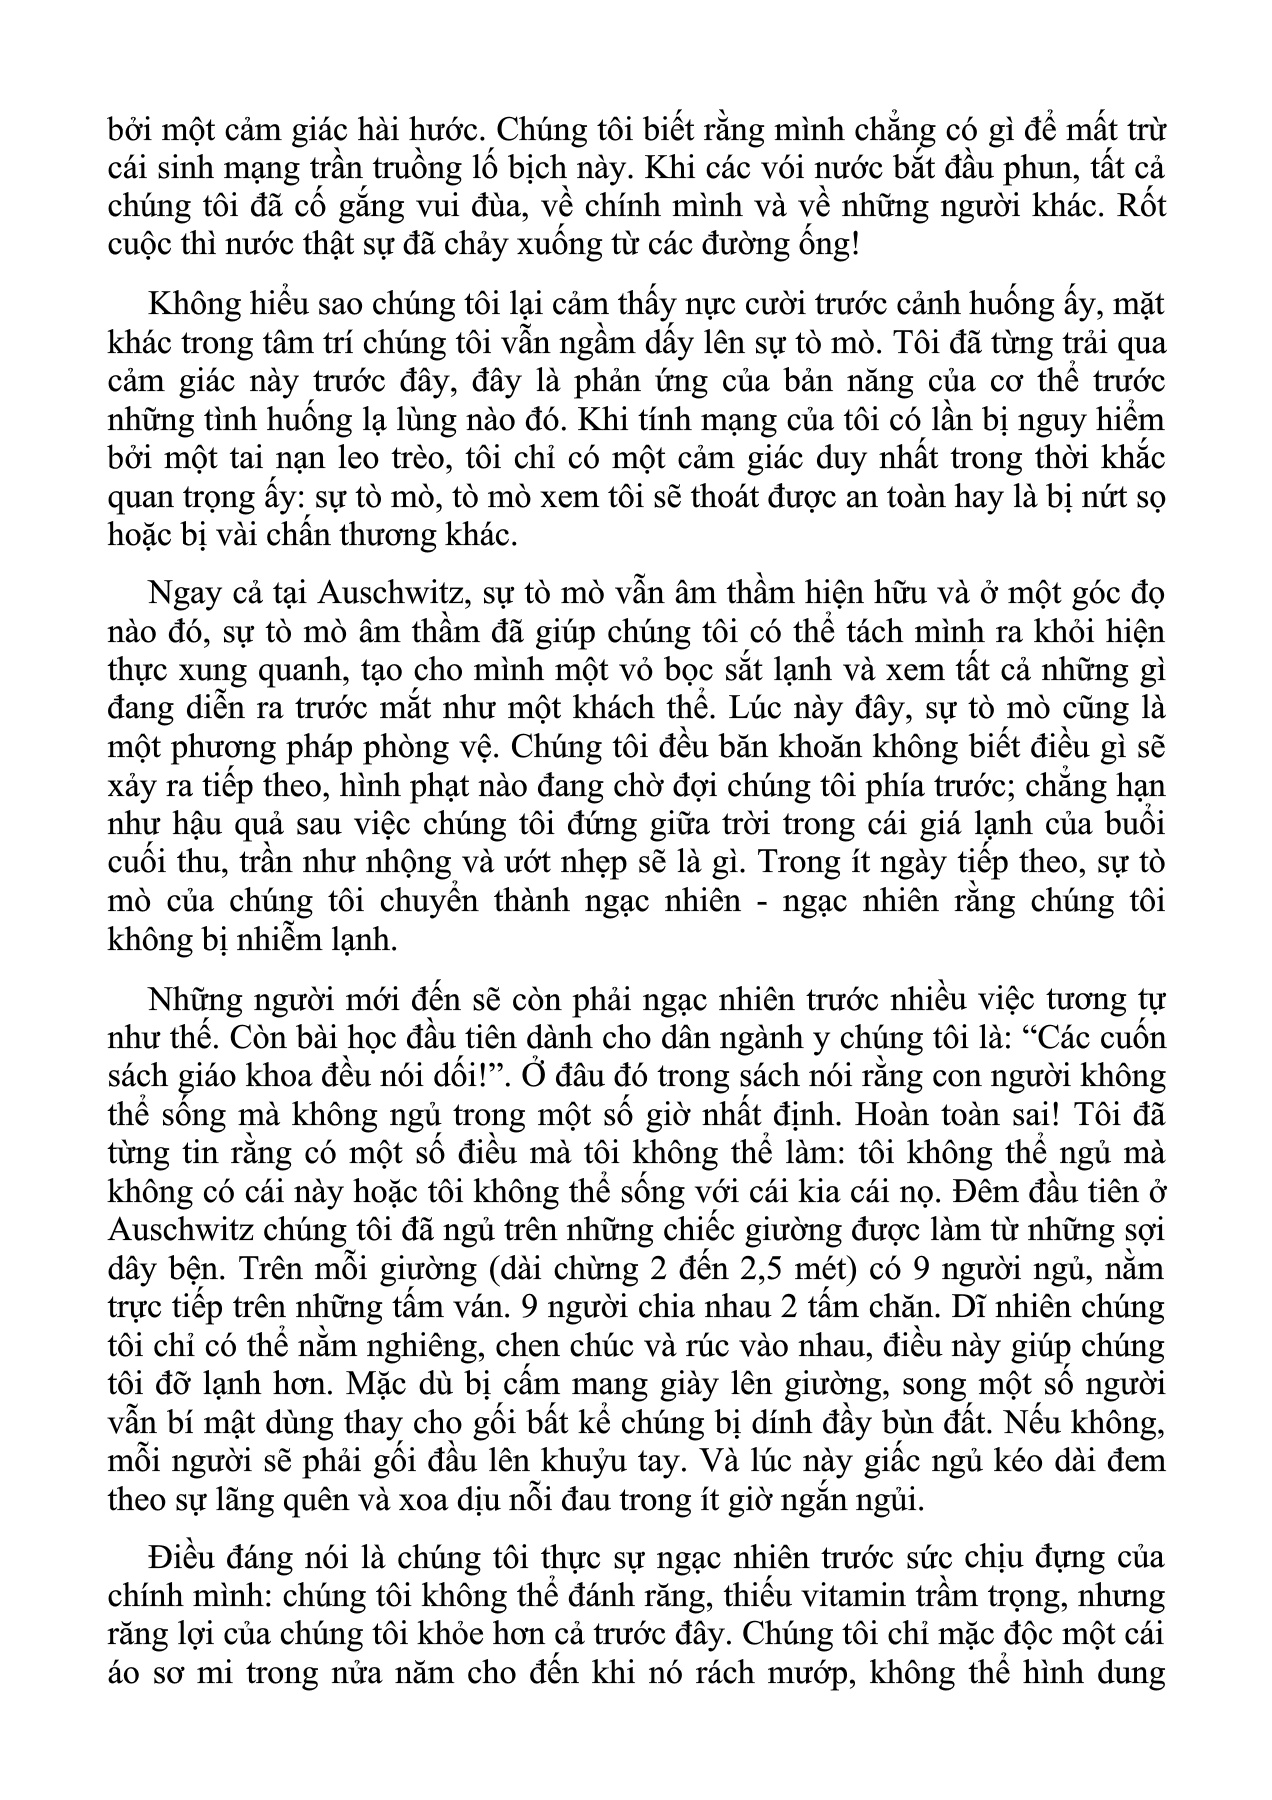 bởi một cảm giác hài hước. Chúng tôi biết rằng mình chẳng có gì để mất trừ
cái sinh mạng trần truồng lố bịch này. Khi các vói nước bắt đầu phun, tất cả
chúng tôi đã cố gắng vui đùa, về chính mình và về những người khác. Rốt
cuộc thì nước thật sự đã chảy xuống từ các đường ống!
Không hiểu sao chúng tôi lại cảm thấy nực cười trước cảnh huống ấy, mặt
khác trong tâm trí chúng tôi vẫn ngầm dấy lên sự tò mò. Tôi đã từng trải qua
cảm giác này trước đây, đây là phản ứng của bản năng của cơ thể trước
những tình huống lạ lùng nào đó. Khi tính mạng của tôi có lần bị nguy hiểm
bởi một tai nạn leo trèo, tôi chỉ có một cảm giác duy nhất trong thời khắc
quan trọng ấy: sự tò mò, tò mò xem tôi sẽ thoát được an toàn hay là bị nứt sọ
hoặc bị vài chấn thương khác.
Ngay cả tại Auschwitz, sự tò mò vẫn âm thầm hiện hữu và ở một góc đọ
nào đó, sự tò mò âm thầm đã giúp chúng tôi có thể tách mình ra khỏi hiện
thực xung quanh, tạo cho mình một vỏ bọc sắt lạnh và xem tất cả những gì
đang diễn ra trước mắt như một khách thể. Lúc này đây, sự tò mò cũng là
một phương pháp phòng vệ. Chúng tôi đều băn khoăn không biết điều gì sẽ
xảy ra tiếp theo, hình phạt nào đang chờ đợi chúng tôi phía trước; chẳng hạn
như hậu quả sau việc chúng tôi đứng giữa trời trong cái giá lạnh của buổi
cuối thu, trần như nhộng và ướt nhẹp sẽ là gì. Trong ít ngày tiếp theo, sự tò
mò của chúng tôi chuyển thành ngạc nhiên - ngạc nhiên rằng chúng tôi
không bị nhiễm lạnh.
Những người mới đến sẽ còn phải ngạc nhiên trước nhiều việc tương tự
như thế. Còn bài học đầu tiên dành cho dân ngành y chúng tôi là: “Các cuốn
sách giáo khoa đều nói dối!”. Ở đâu đó trong sách nói rằng con người không
thể sống mà không ngủ trong một số giờ nhất định. Hoàn toàn sai! Tôi đã
từng tin rằng có một số điều mà tôi không thể làm: tôi không thể ngủ mà
không có cái này hoặc tôi không thể sống với cái kia cái nọ. Đêm đầu tiên ở
Auschwitz chúng tôi đã ngủ trên những chiếc giường được làm từ những sợi
dây bện. Trên mỗi giường (dài chừng 2 đến 2,5 mét) có 9 người ngủ, nằm
trực tiếp trên những tấm ván. 9 người chia nhau 2 tấm chăn. Dĩ nhiên chúng
tôi chỉ có thể nằm nghiêng, chen chúc và rúc vào nhau, điều này giúp chúng
tôi đỡ lạnh hơn. Mặc dù bị cấm mang giày lên giường, song một số người
vẫn bí mật dùng thay cho gối bất kể chúng bị dính đầy bùn đất. Nếu không,
mỗi người sẽ phải gối đầu lên khuỷu tay. Và lúc này giấc ngủ kéo dài đem
theo sự lãng quên và xoa dịu nỗi đau trong ít giờ ngắn ngủi.
Điều đáng nói là chúng tôi thực sự ngạc nhiên trước sức chịu đựng của
chính mình: chúng tôi không thể đánh răng, thiếu vitamin trầm trọng, nhưng
răng lợi của chúng tôi khỏe hơn cả trước đây. Chúng tôi chỉ mặc độc một cái
áo sơ mi trong nửa năm cho đến khi nó rách mướp, không thể hình dung